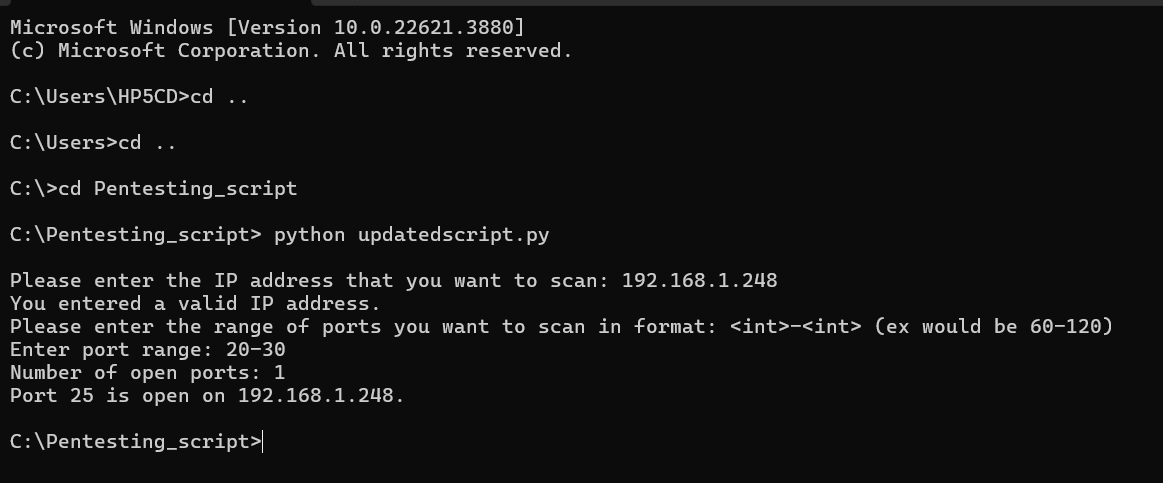 Microsoft Windows [Version 10.0.22621.3880]
(c) Microsoft Corporation. All rights reserved.
C:\Users\HP5CD>cd ..
C:\Users>cd ..
C:\>cd Pentesting_script
C:\Pentesting_script> python updatedscript.py
Please enter the IP address that you want to scan: 192.168.1.248
You entered a valid IP address.
Please enter the range of ports you want to scan in format: <int>-<int> (ex would be 60-120)
Enter port range: 20-30
Number of open ports: 1
Port 25 is open on 192.168.1.248.
C:\Pentesting_script>